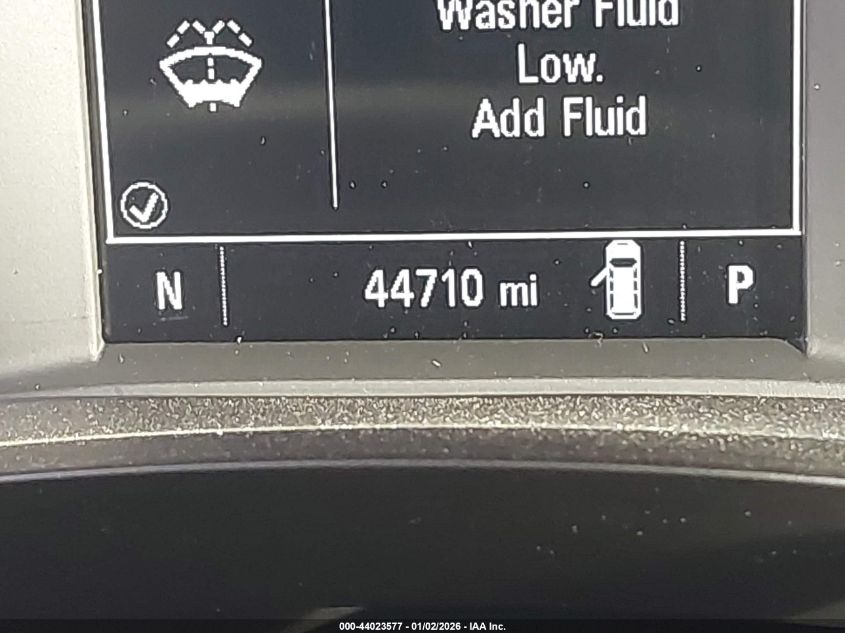 Washer Fluid
Low.
Add Fluid
N
44710 mi
P
000-44023577 - 01/02/2026 - IAA Inc.